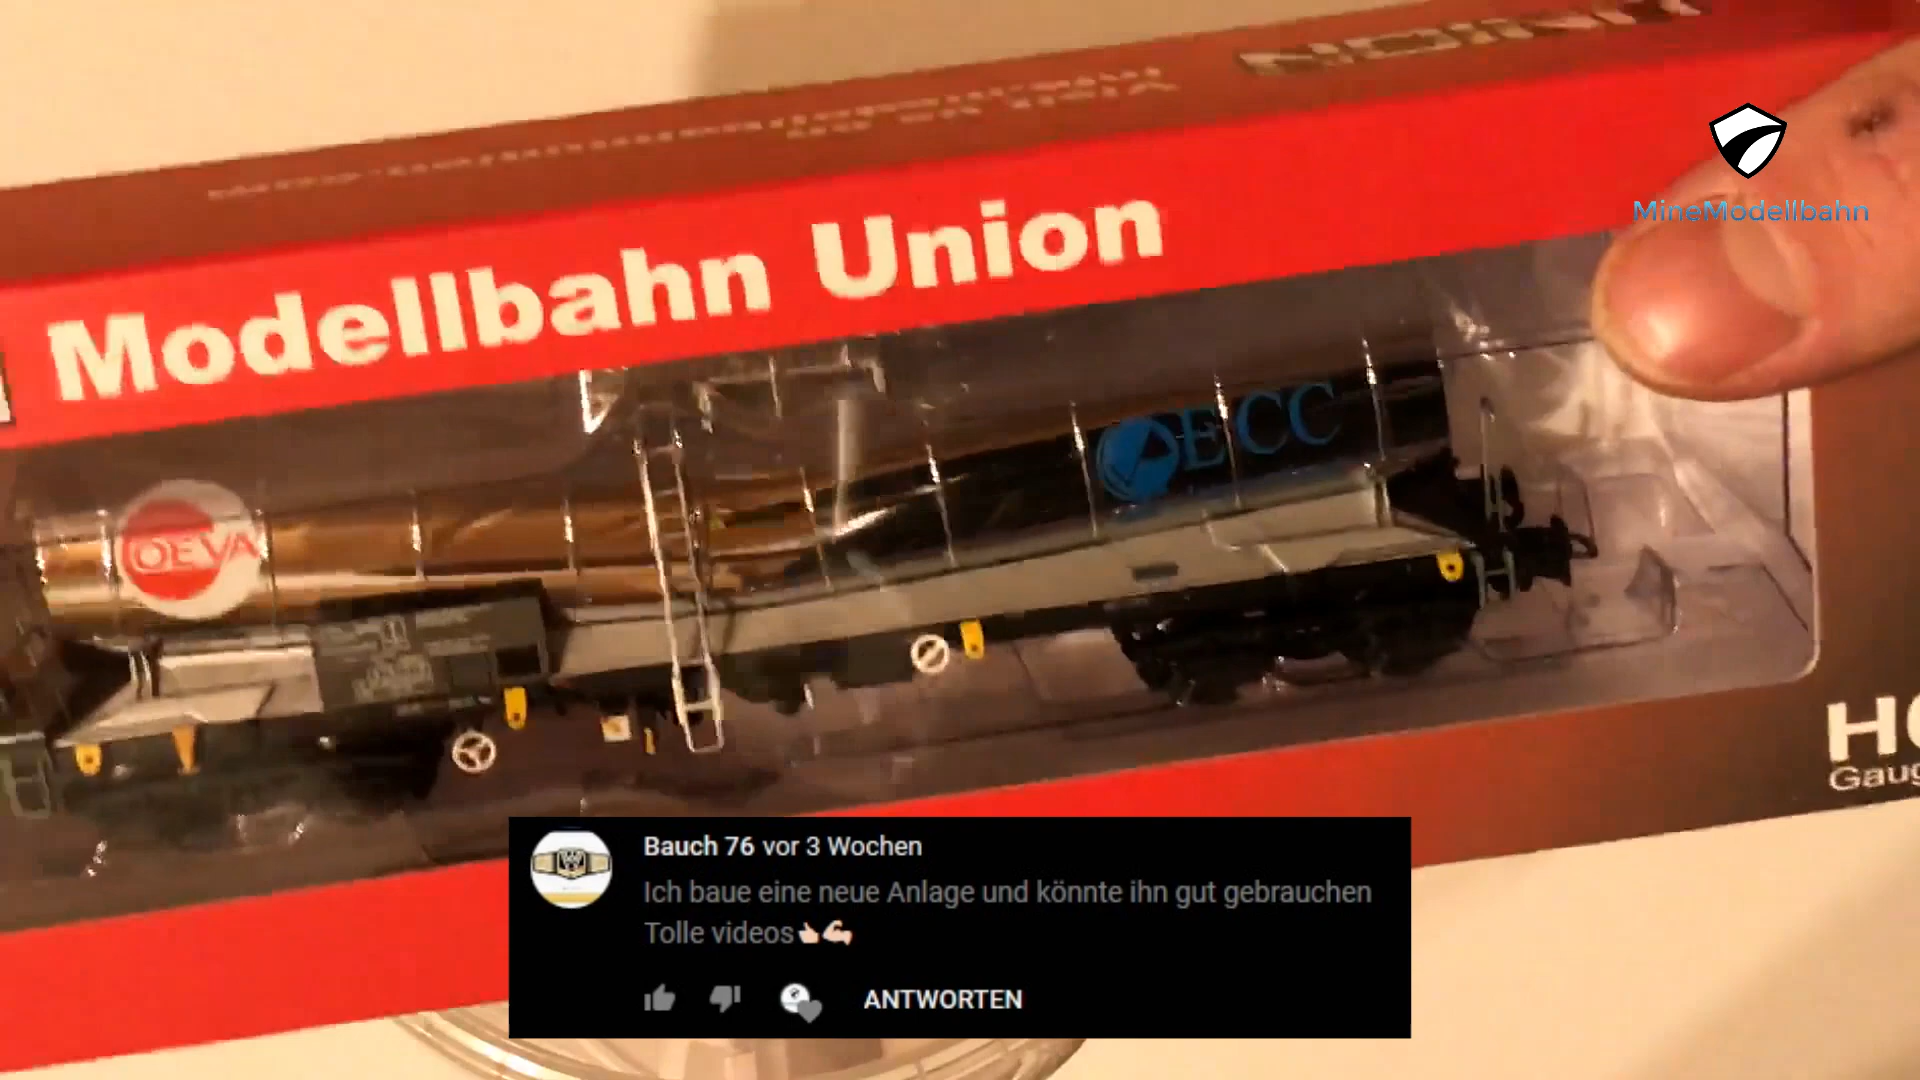 MineModellbahn
Modellbahn Union
ECC
OEVA
Bauch 76 vor 3 Wochen
Ich baue eine neue Anlage und könnte ihn gut gebrauchen
Tolle videos👍💪
ANTWORTEN